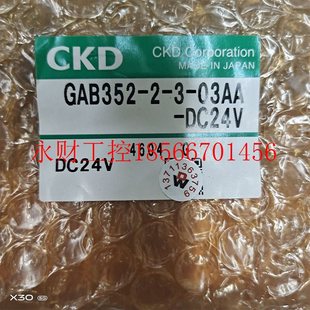 CKD
CKD Corporation
MADE IN JAPAN
GAB352-2-3-03AA
-DC24V
永财工控18566701456
4694
DC24V
X30